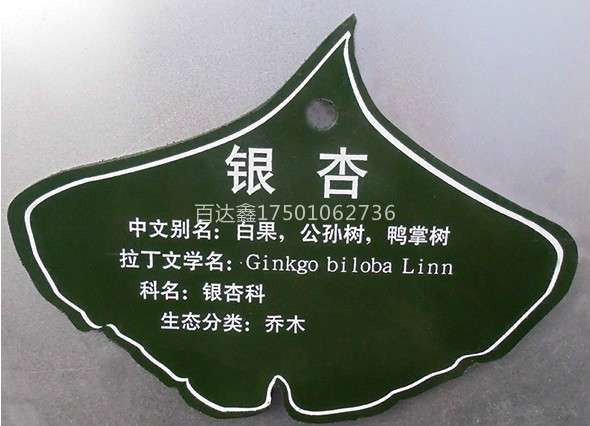 银杏
百达鑫17501062736
中文别名：白果，公孙树，鸭掌树
拉丁文学名：Ginkgo biloba Linn
科名：银杏科
生态分类：乔木